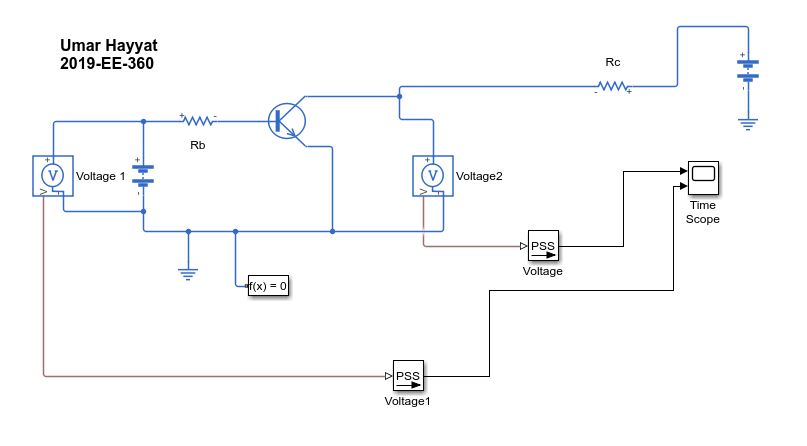 Umar Hayyat
2019-EE-360
Rc
+
-
- +
+ -
Rb
+
V
V
Voltage 1
+
-
+
V
V
Voltage2
Time
Scope
PSS
Voltage
f(x) = 0
PSS
Voltage1